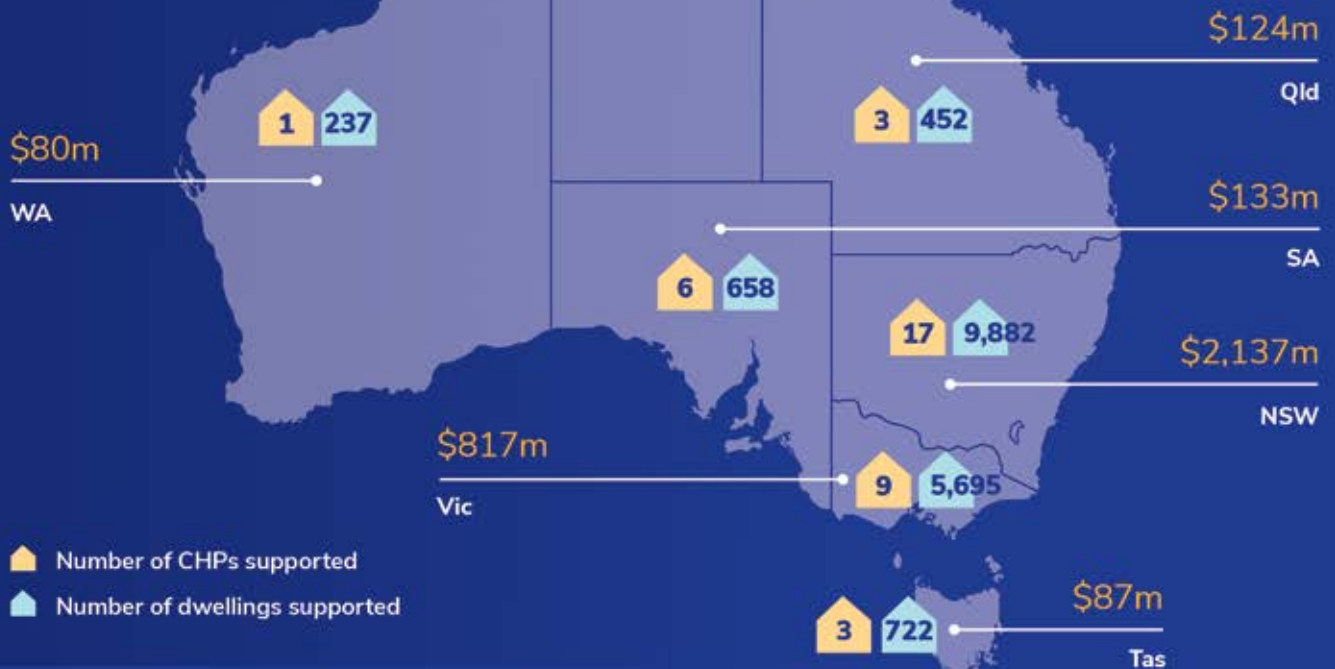 $124m
Qld
1 237
3 452
$80m
WA
$133m
SA
6 658
17 9,882
$2,137m
NSW
$817m
Vic
9 5,695
Number of CHPs supported
Number of dwellings supported
3 722
$87m
Tas